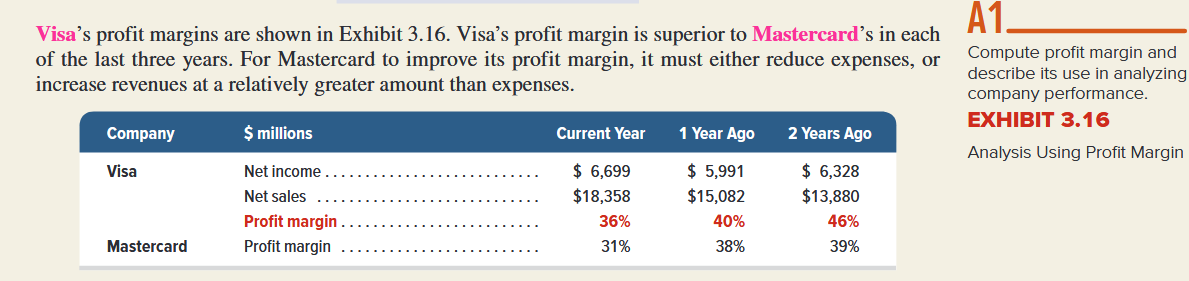 Visa's profit margins are shown in Exhibit 3.16. Visa's profit margin is superior to Mastercard's in each
of the last three years. For Mastercard to improve its profit margin, it must either reduce expenses, or
increase revenues at a relatively greater amount than expenses.
A1
Compute profit margin and
describe its use in analyzing
company performance.
EXHIBIT 3.16
Analysis Using Profit Margin
Company $ millions Current Year 1 Year Ago 2 Years Ago
Visa Net income . . . . . . . . . . . . . . . . . . . . . . . . . . . $ 6,699 $ 5,991 $ 6,328
Net sales . . . . . . . . . . . . . . . . . . . . . . . . . . . . $18,358 $15,082 $13,880
Profit margin . . . . . . . . . . . . . . . . . . . . . . . . . 36% 40% 46%
Mastercard Profit margin . . . . . . . . . . . . . . . . . . . . . . . . . 31% 38% 39%